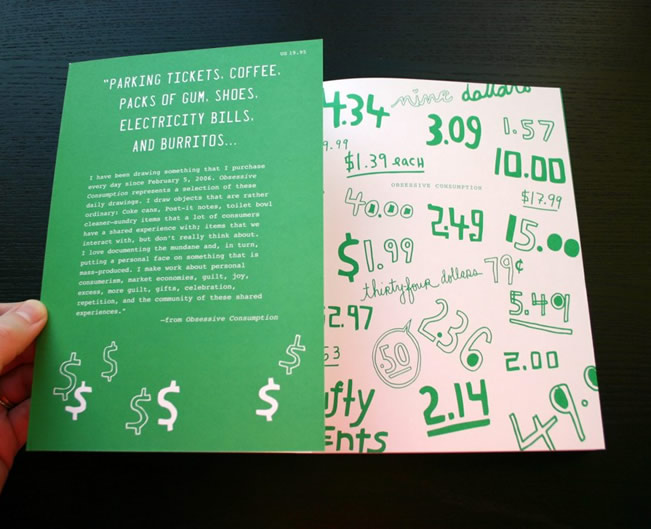 US 19.95
"PARKING TICKETS. COFFEE.
PACKS OF GUM. SHOES.
ELECTRICITY BILLS.
AND BURRITOS...
I have been drawing something that I purchase
every day since February 5, 2006. Obsessive
Consumption represents a selection of these
daily drawings. I draw objects that are rather
ordinary: Coke cans, Post-it notes, toilet bowl
cleaner—sundry items that a lot of consumers
have a shared experience with; items that we
interact with, but don't really think about.
I love documenting the mundane and, in turn,
putting a personal face on something that is
mass-produced. I make work about personal
consumerism, market economies, guilt, joy,
excess, more guilt, gifts, celebration,
repetition, and the community of these shared
experiences."
—from Obsessive Consumption
$ $ $ $ $ $
4.34
nine dollars
3.09
1.57
9.99
$1.39 each
10.00
OBSESSIVE CONSUMPTION
$17.99
40.00
2.49
15.00
$1.99
79¢
thirtyfour dollars
5.49
2.97
2.36
.50
53
2.00
fty
ents
2.14
49.